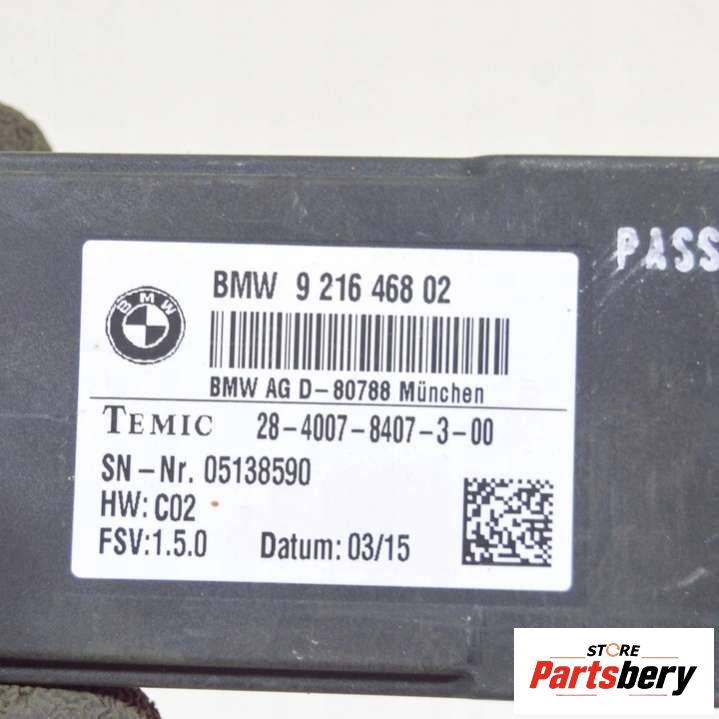 PASS
BMW
BMW 9 216 468 02
BMW AG D-80788 München
TEMIC 28-4007-8407-3-00
SN-Nr. 05138590
HW: C02
FSV:1.5.0 Datum: 03/15
STORE
Partsbery